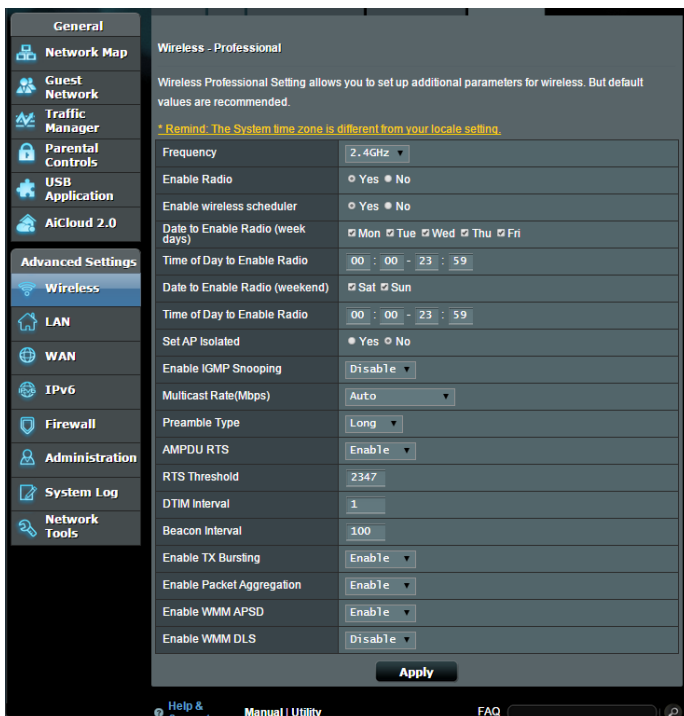 General
Network Map
Guest
Network
Traffic
Manager
Parental
Controls
USB
Application
AiCloud 2.0
Advanced Settings
Wireless
LAN
WAN
IPv6
Firewall
Administration
System Log
Network
Tools
Wireless - Professional
Wireless Professional Setting allows you to set up additional parameters for wireless. But default
values are recommended.
* Remind: The System time zone is different from your locale setting.
Frequency 2.4GHz
Enable Radio Yes No
Enable wireless scheduler Yes No
Date to Enable Radio (week
days) Mon Tue Wed Thu Fri
Time of Day to Enable Radio 00 : 00 - 23 : 59
Date to Enable Radio (weekend) Sat Sun
Time of Day to Enable Radio 00 : 00 - 23 : 59
Set AP Isolated Yes No
Enable IGMP Snooping Disable
Multicast Rate(Mbps) Auto
Preamble Type Long
AMPDU RTS Enable
RTS Threshold 2347
DTIM Interval 1
Beacon Interval 100
Enable TX Bursting Enable
Enable Packet Aggregation Enable
Enable WMM APSD Enable
Enable WMM DLS Disable
Apply
Help &
Manual | Utility
FAQ